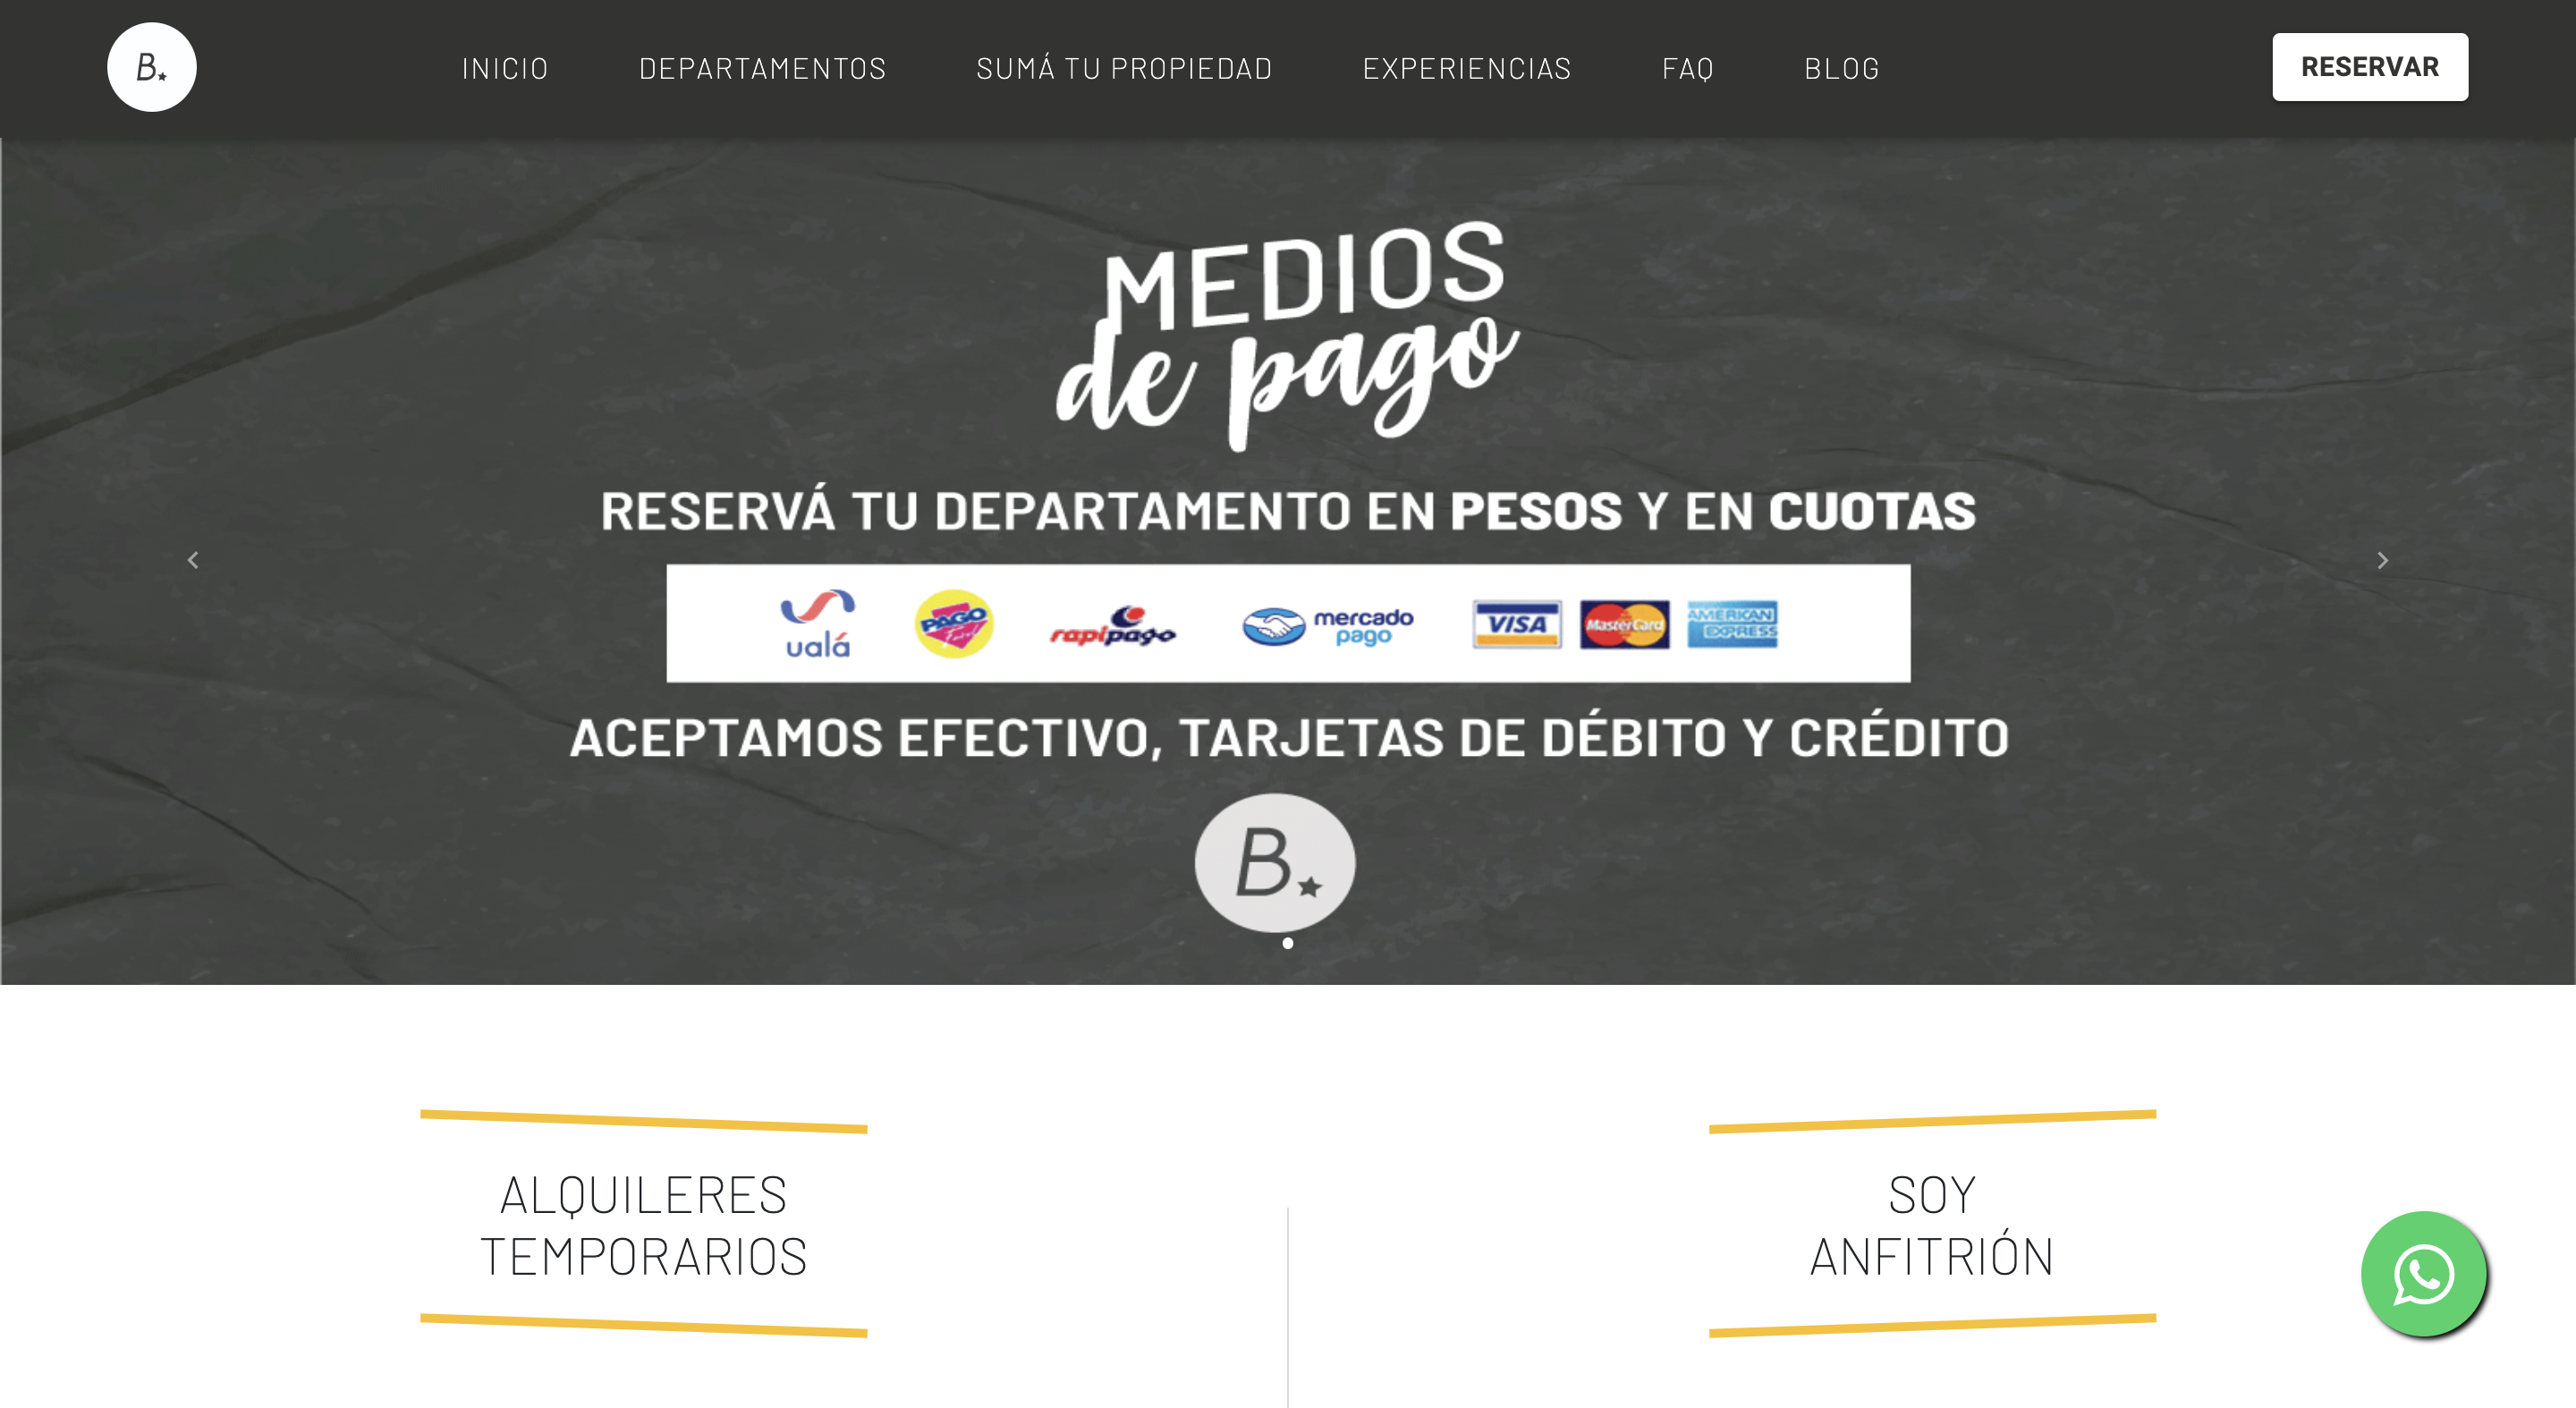 B.
INICIO
DEPARTAMENTOS
SUMÁ TU PROPIEDAD
EXPERIENCIAS
FAQ
BLOG
RESERVAR
MEDIOS
de pago
RESERVÁ TU DEPARTAMENTO EN PESOS Y EN CUOTAS
ualá
PAGO
Fácil
rapipago
mercado
pago
VISA
MasterCard
AMERICAN
EXPRESS
ACEPTAMOS EFECTIVO, TARJETAS DE DÉBITO Y CRÉDITO
B.
ALQUILERES
TEMPORARIOS
SOY
ANFITRIÓN